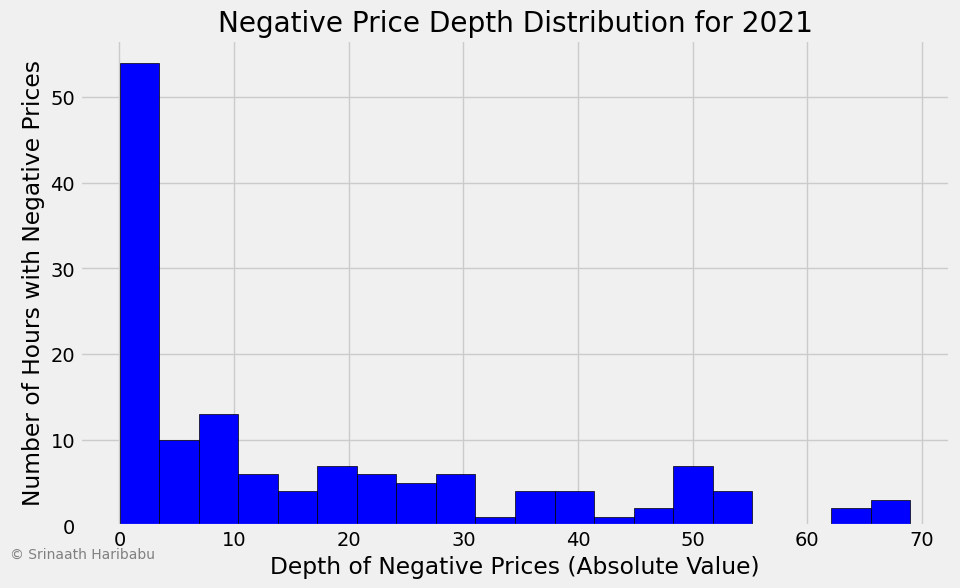 Negative Price Depth Distribution for 2021
Number of Hours with Negative Prices
50
40
30
20
10
0
0 10 20 30 40 50 60 70
Depth of Negative Prices (Absolute Value)
© Srinaath Haribabu